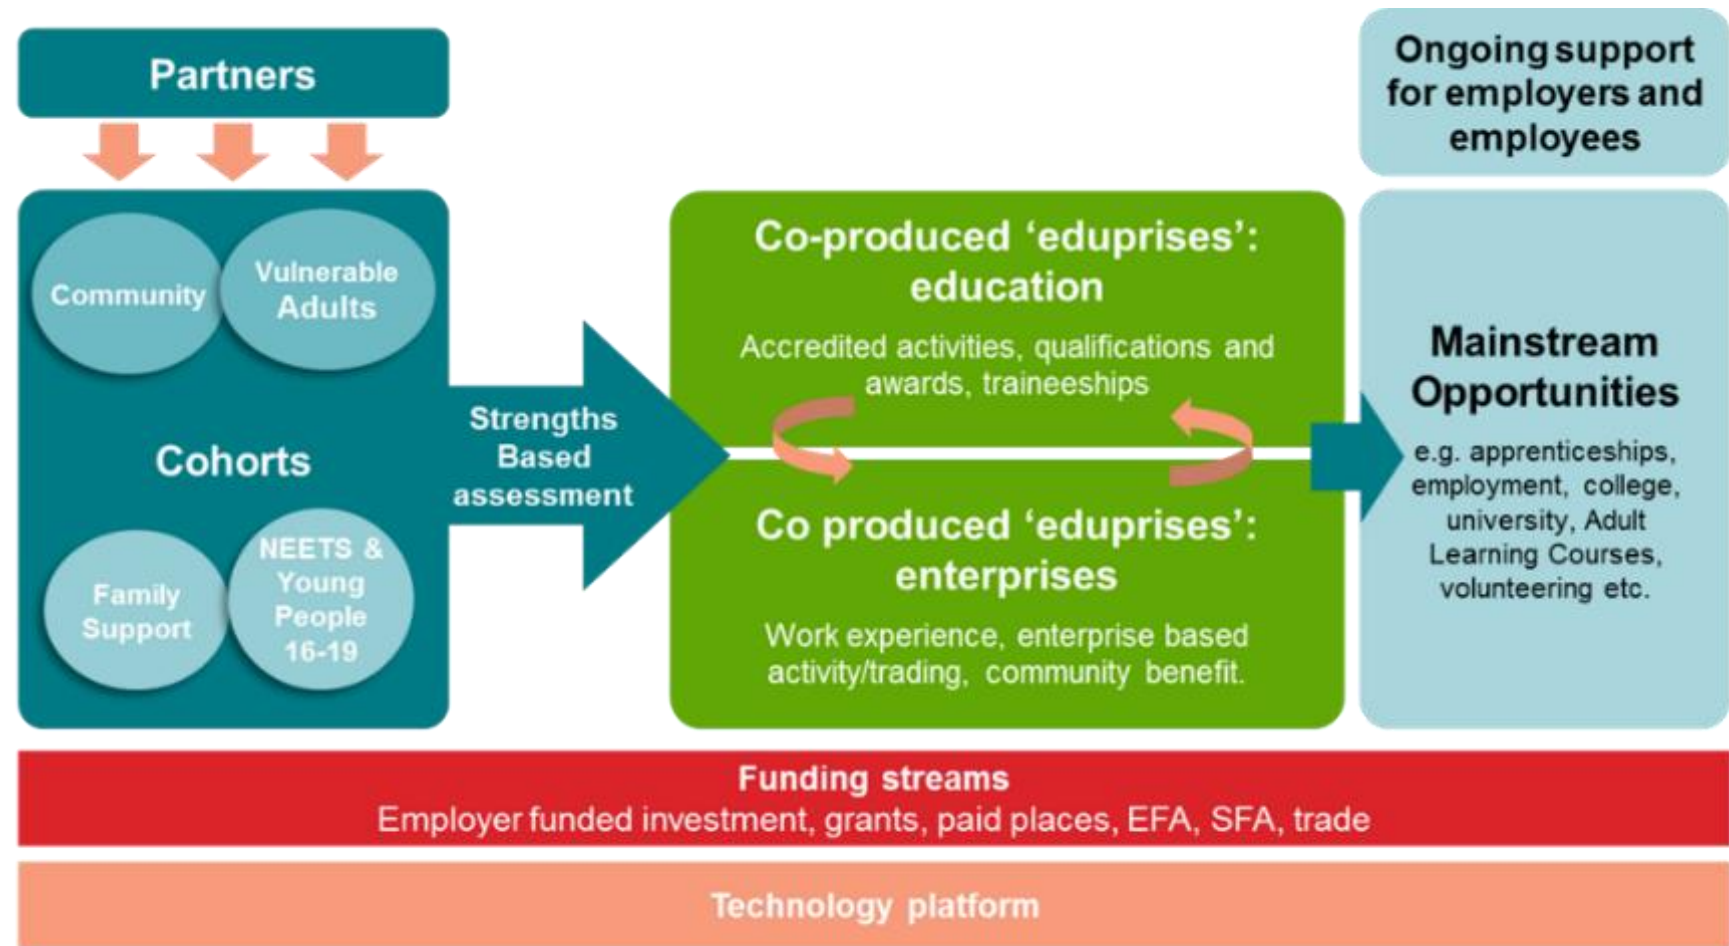 Partners
Community
Vulnerable
Adults
Cohorts
Family
Support
NEETS &
Young
People
16-19
Strengths
Based
assessment
Co-produced ‘eduprises’:
education
Accredited activities, qualifications and
awards, traineeships
Co produced ‘eduprises’:
enterprises
Work experience, enterprise based
activity/trading, community benefit.
Ongoing support
for employers and
employees
Mainstream
Opportunities
e.g. apprenticeships,
employment, college,
university, Adult
Learning Courses,
volunteering etc.
Funding streams
Employer funded investment, grants, paid places, EFA, SFA, trade
Technology platform